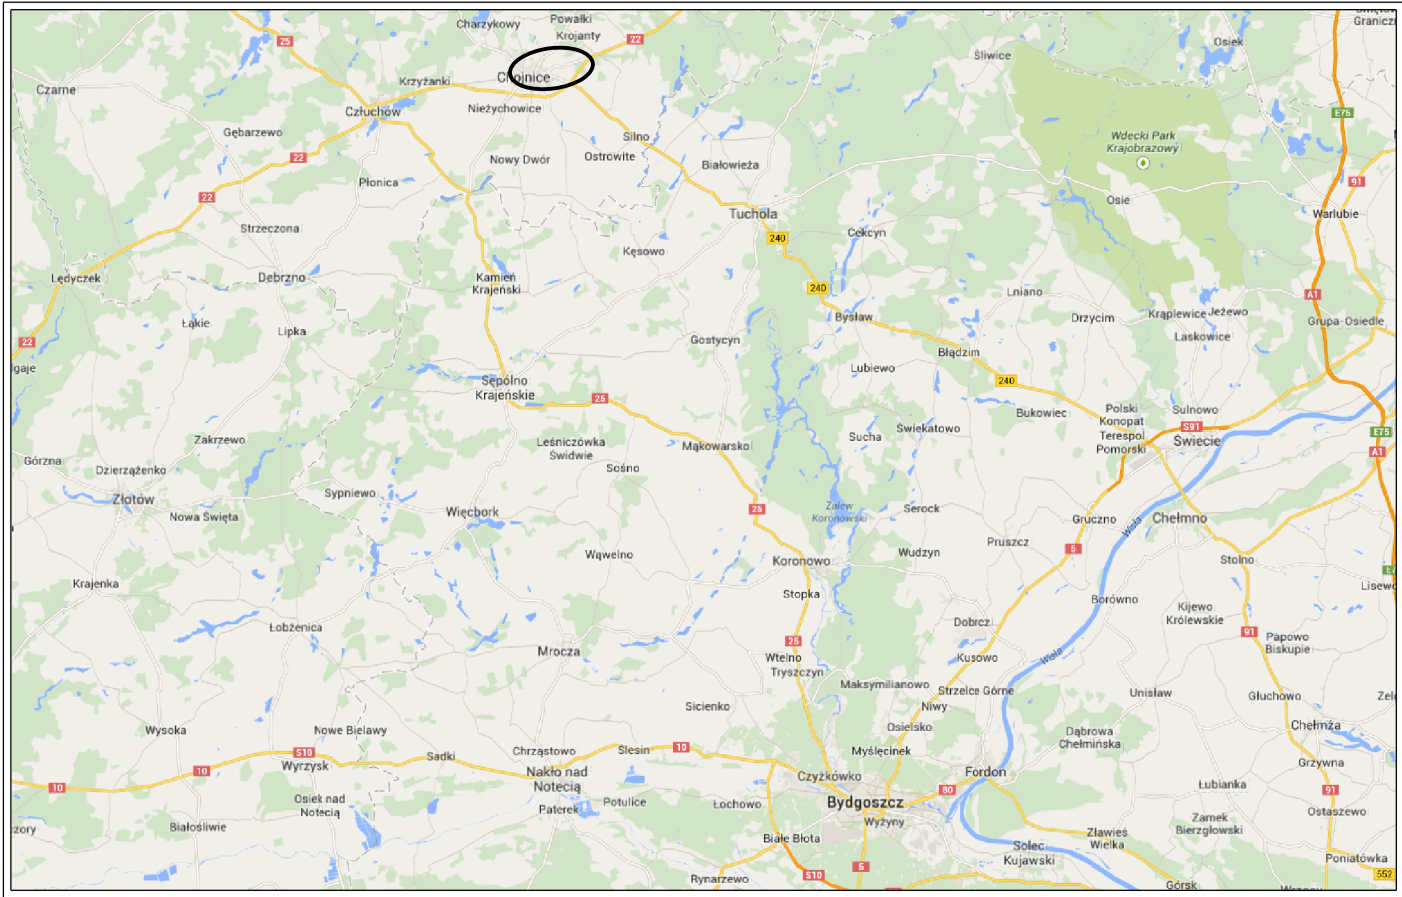 Powałki
Charzykowy
Krojanty
25
22
Chojnice
Krzyżanki
Czarne
Człuchów
Nieżychowice
Gębarzewo
22
22
Płonica
Nowy Dwór
Silno
Ostrowite
Białowieża
Śliwice
Osiek
E75
Wdecki Park
Krajobrazowy
91
Osie
Warlubie
Tuchola
240
Cekcyn
Strzeczona
Kęsowo
Lędyczek
Debrzno
Kamień
Krajeński
240
Lniano
A1
Łąkie
Lipka
Bysław
Drzycim
Krąplewice
Jeżewo
Grupa-Osiedle
Laskowice
22
Gostycyn
Błądzim
Lubiewo
240
Sępólno
Krajeńskie
25
Bukowiec
Polski
Konopat
Sulnowo
Terespol
Pomorski
S91
Świecie
E75
A1
Zakrzewo
Leśniczówka
Świdwie
Mąkowarsko
Sucha
Świekatowo
Górzna
Dzierzążenko
Sośno
Złotów
Sypniewo
Nowa Święta
Więcbork
25
Zalew
Koronowski
Serock
Gruczno
Wisła
Chełmno
Wąwelno
Koronowo
Wudzyn
Pruszcz
5
Stolno
Krajenka
Stopka
Borówno
Kijewo
Królewskie
Łobżenica
Dobrcz
91
Papowo
Biskupie
Mrocza
25
Wtelno
Tryszczyn
Kusowo
Wisła
Maksymilianowo
Strzelce Górne
Unisław
Głuchowo
Sicienko
Niwy
Osielsko
Wysoka
Nowe Bielawy
Dąbrowa
Chełmińska
Chełmża
S10
Wyrzysk
Sadki
Chrząstowo
Ślesin
10
Myślęcinek
Grzywna
10
10
Nakło nad
Notecią
Czyżkówko
Fordon
80
Łubianka
91
Osiek nad
Notecią
Paterek
Potulice
Łochowo
Bydgoszcz
Ostaszewo
Białośliwie
Wyżyny
Zamek
Bierzgłowski
Białe Błota
Zławieś
Wielka
Solec
Kujawski
Poniatówka
5
S10
552
Rynarzewo
Górsk